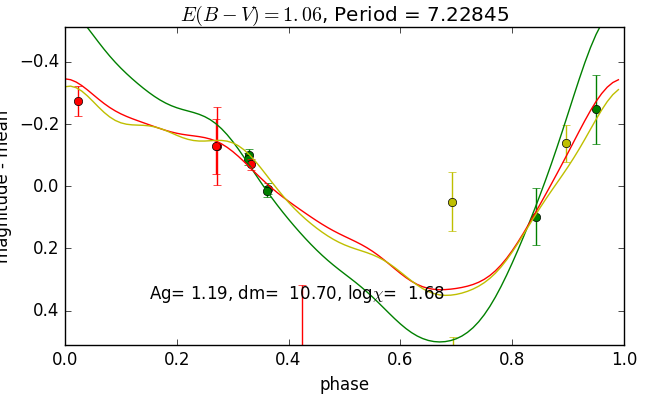 E(B − V) = 1.06, Period = 7.22845
−0.4
−0.2
0.0
0.2
0.4
magnitude - mean
Ag= 1.19, dm= 10.70, logχ= 1.68
0.0 0.2 0.4 0.6 0.8 1.0
phase